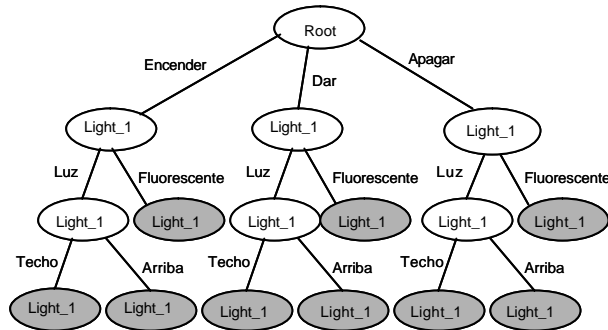 Root
Encender
Dar
Apagar
Light_1
Light_1
Light_1
Luz
Fluorescente
Luz
Fluorescente
Luz
Fluorescente
Light_1
Light_1
Light_1
Light_1
Light_1
Light_1
Techo
Arriba
Techo
Arriba
Techo
Arriba
Light_1
Light_1
Light_1
Light_1
Light_1
Light_1